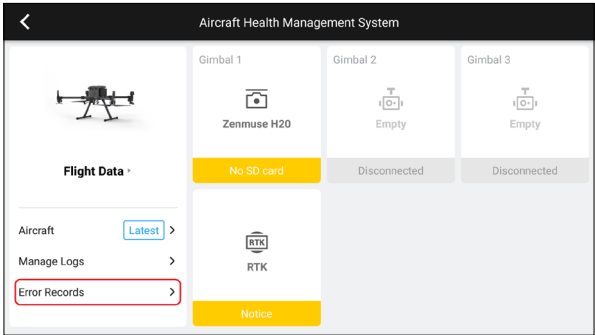 Aircraft Health Management System
Flight Data
Aircraft Latest
Manage Logs
Error Records
Gimbal 1
Zenmuse H20
No SD card
Gimbal 2
Empty
Disconnected
Gimbal 3
Empty
Disconnected
RTK
RTK
Notice